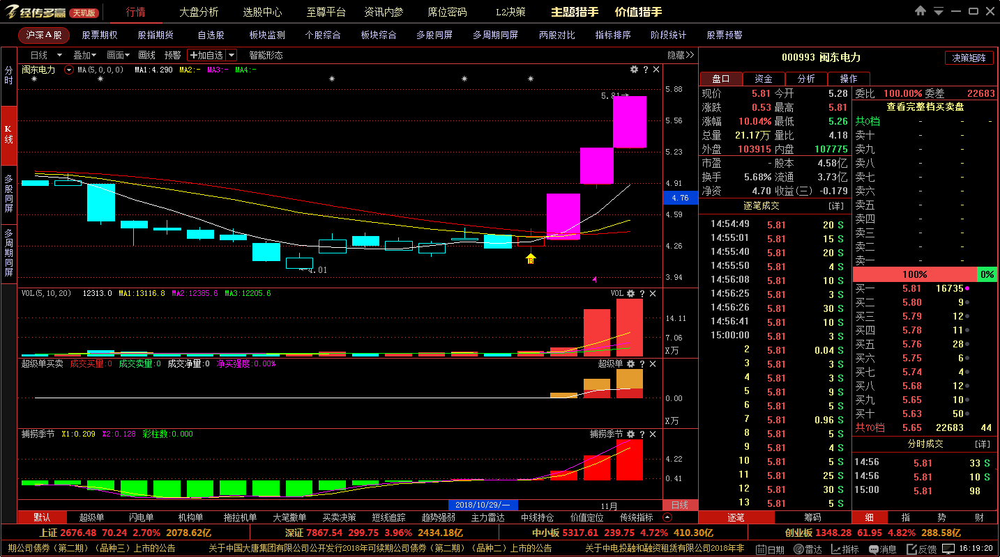 经传多赢 天玑版 行情 大盘分析 选股中心 至尊平台 资讯内参 席位密码 L2决策 主题猎手 价值猎手
沪深A股 股票期权 股指期货 自选股 板块监测 个股综合 板块综合 多股同屏 多周期同屏 两股对比 指标排序 阶段统计 股票预警
分时
K线
多股同屏
多周期同屏
日线 叠加 画面 画线 预警 +加自选 智能形态 隐藏>>
闽东电力 MA(5,0,0,0) MA1:4.290 MA2:- MA3:- MA4:- ? ×
5.81→
←4.01
B
5.88
5.56
5.23
4.91
4.76
4.59
4.26
3.94
VOL(5,10,20) 12313.0 MA1:13116.8 MA2:12385.6 MA3:12205.6 VOL ? ×
14.11
7.06
X万
超级单买卖 成交买量:0 成交卖量:0 成交净量:0 净买强度:0.00% 超级单 ? ×
0.00
X万
捕捞季节 X1:0.209 X2:0.128 彩柱数:0.000 捕捞季节 ? ×
4.22
0.41
2018/10/29/一 11月 日线
默认 超级单 闪电单 机构单 拖拉机单 大笔撤单 买卖决策 短线追踪 趋势强弱 主力雷达 中线持仓 价值定位 传统指标
000993 闽东电力 决策矩阵
盘口 资金 分析 操作
现价 5.81 今开 5.28
涨跌 0.53 最高 5.81
涨幅 10.04% 最低 5.26
总量 21.17万 量比 4.18
外盘 103915 内盘 107775
市盈 - 股本 4.58亿
换手 5.68% 流通 3.73亿
净资 4.70 收益(三) -0.179
逐笔成交 [详]
14:54:49 5.81 20 S
14:55:01 5.81 15 S
14:55:40 5.81 20 S
14:55:50 5.81 4 S
14:56:08 5.81 10 S
14:56:25 5.81 3 S
14:56:26 5.81 30 S
14:56:41 5.81 10 S
15:00:00 5.81 3 S
2 5.81 0.04 S
3 5.81 3 S
4 5.81 3 S
5 5.81 9 S
6 5.81 5 S
7 5.81 0.96 S
8 5.81 5 S
9 5.81 4 S
10 5.81 5 S
11 5.81 25 S
12 5.81 30 S
13 5.81 5 S
逐笔 筹码
委比 100.00% 委差 22683
查看完整档买卖盘
共0档 - - -
卖十 - -
卖九 - -
卖八 - -
卖七 - -
卖六 - -
卖五 - -
卖四 - -
卖三 - -
卖二 - -
卖一 - -
100% 0%
买一 5.81 16735
买二 5.80 9
买三 5.79 12
买四 5.78 11
买五 5.76 28
买六 5.75 6
买七 5.74 4
买八 5.68 12
买九 5.65 10
买十 5.63 50
共70档 5.65 22683 44
分时成交 [详]
14:56 5.81 33 S
14:56 5.81 10 S
15:00 5.81 98
细 指 势 财
上证 2676.48 70.24 2.70% 2078.62亿 深证 7867.54 299.75 3.96% 2434.18亿 中小板 5317.61 239.75 4.72% 410.30亿 创业板 1348.28 61.95 4.82% 288.58亿
期公司债券（第二期）（品种三）上市的公告 关于中国大唐集团有限公司公开发行2018年可续期公司债券（第二期）（品种二）上市的公告 关于中电投融和融资租赁有限公司2018年非 日期 雷达 指标 消息 反馈 16:19:20